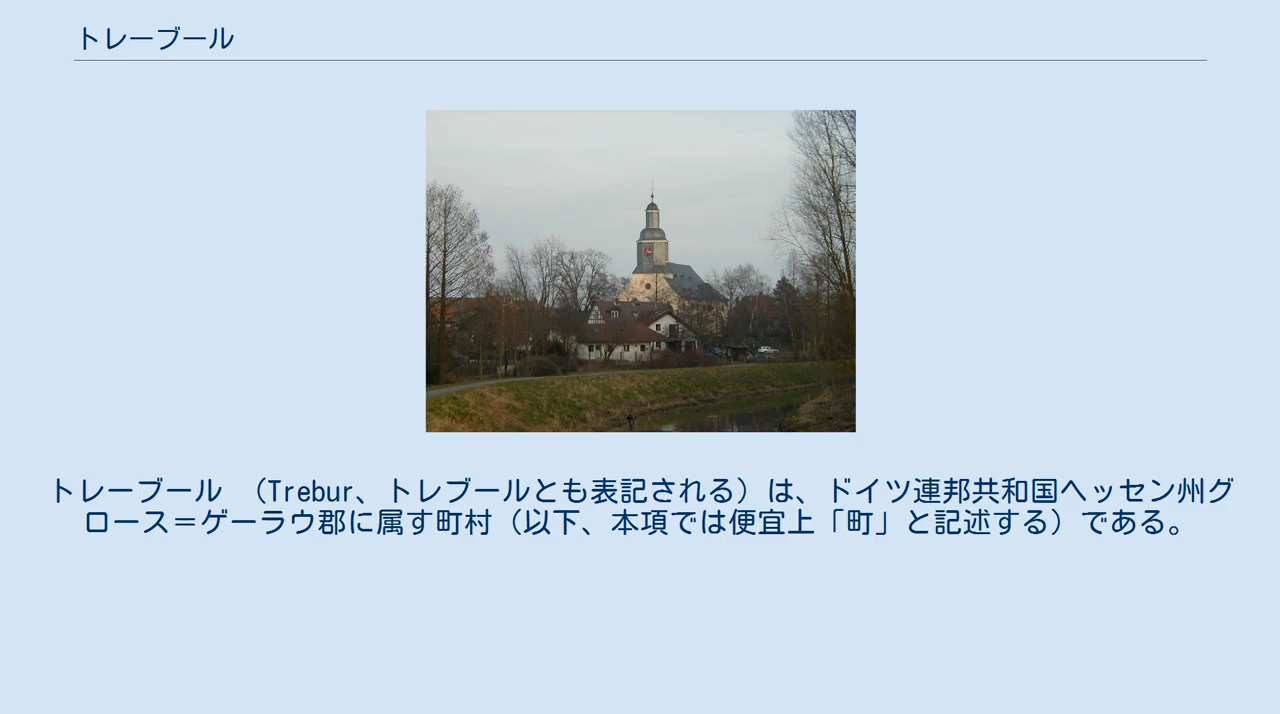 トレーブール
トレーブール （Trebur、トレブールとも表記される）は、ドイツ連邦共和国ヘッセン州グ
ロース＝ゲーラウ郡に属す町村（以下、本項では便宜上「町」と記述する）である。